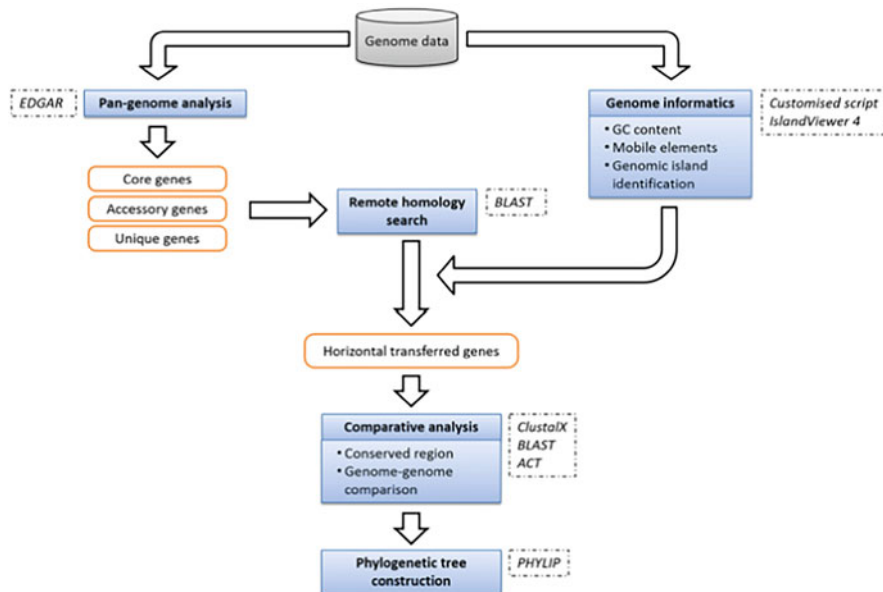 Genome data
EDGAR
Pan-genome analysis
Core genes
Accessory genes
Unique genes
Remote homology
search
BLAST
Genome informatics
• GC content
• Mobile elements
• Genomic island
identification
Customised script
IslandViewer 4
Horizontal transferred genes
Comparative analysis
• Conserved region
• Genome-genome
comparison
ClustalX
BLAST
ACT
Phylogenetic tree
construction
PHYLIP